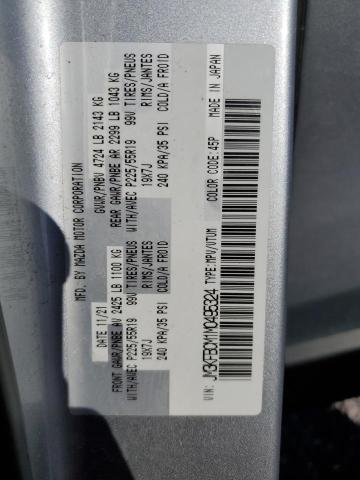 MFD. BY MAZDA MOTOR CORPORATION
DATE 11/21 GVWR/PNBV 4724 LB 2143 KG
FRONT GAWR/PNBE AV 2425 LB 1100 KG REAR GAWR/PNBE AR 2299 LB 1043 KG
WITH/AVEC P225/55R19 99V TIRES/PNEUS WITH/AVEC P225/55R19 99V TIRES/PNEUS
19X7J RIMS/JANTES 19X7J RIMS/JANTES
240 KPA/35 PSI COLD/A FROID 240 KPA/35 PSI COLD/A FROID
VIN: JM3KFBCM1M0495324 TYPE:MPV/VTUM
COLOR CODE:45P MADE IN JAPAN